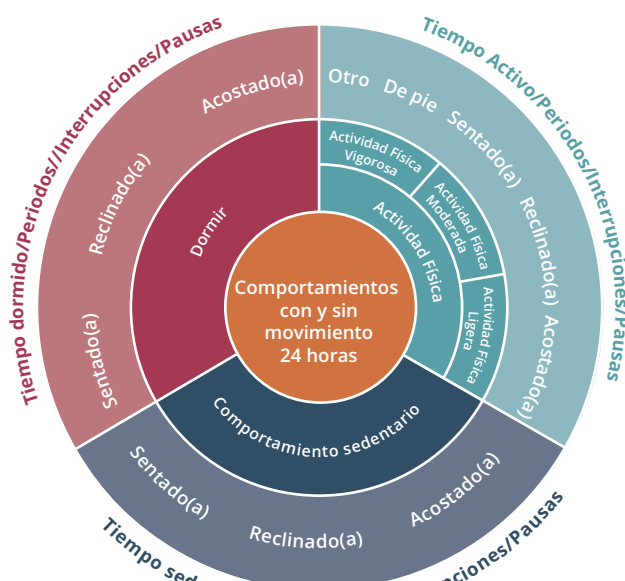 Tiempo dormido/Periodos//Interrupciones/Pausas
Tiempo Activo/Periodos/Interrupciones/Pausas
Acostado(a)
Reclinado(a)
Sentado(a)
Dormir
Otro
De pie
Sentado(a)
Reclinado(a)
Acostado(a)
Actividad Física
Vigorosa
Actividad Física
Moderada
Actividad Física
Ligera
Actividad Física
Comportamientos
con y sin
movimiento
24 horas
Comportamiento sedentario
Sentado(a)
Reclinado(a)
Acostado(a)
Tiempo
/Pausas